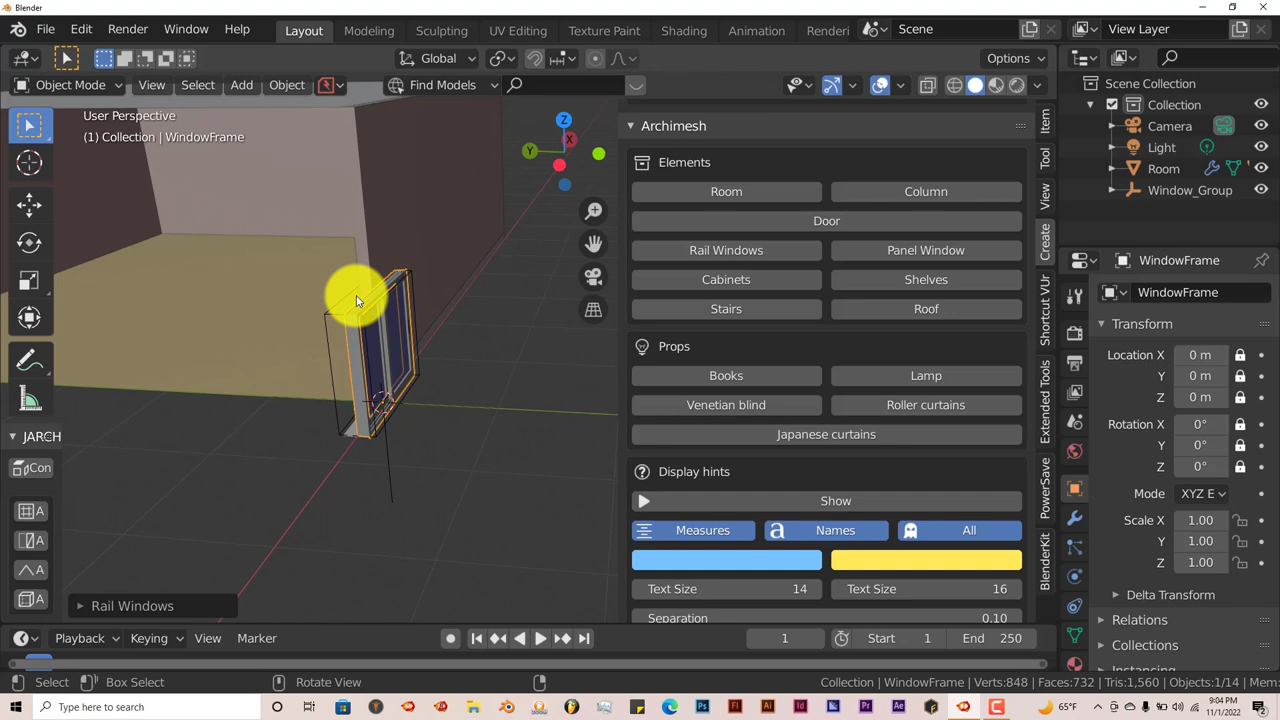 Blender
File Edit Render Window Help Layout Modeling Sculpting UV Editing Texture Paint Shading Animation Renderi Scene View Layer
Global Options
Object Mode View Select Add Object Find Models
User Perspective
(1) Collection | WindowFrame
Z
X
Y
JARCH
Con
A
A
A
A
Rail Windows
Archimesh
Elements
Room Column
Door
Rail Windows Panel Window
Cabinets Shelves
Stairs Roof
Props
Books Lamp
Venetian blind Roller curtains
Japanese curtains
Display hints
Show
Measures a Names All
Text Size 14 Text Size 16
Separation 0.10
Item
Tool
View
Create
Shortcut VUr
Extended Tools
PowerSave
BlenderKit
Scene Collection
Collection
Camera
Light
Room
Window_Group
WindowFrame
WindowFrame
Transform
Location X 0 m
Y 0 m
Z 0 m
Rotation X 0°
Y 0°
Z 0°
Mode XYZ E
Scale X 1.00
Y 1.00
Z 1.00
Delta Transform
Relations
Collections
Instancing
Playback Keying View Marker 1 Start 1 End 250
Select Box Select Rotate View Collection | WindowFrame | Verts:848 | Faces:732 | Tris:1,560 | Objects:1/14 | Mem:
Type here to search 65°F 9:04 PM
11/1/2022